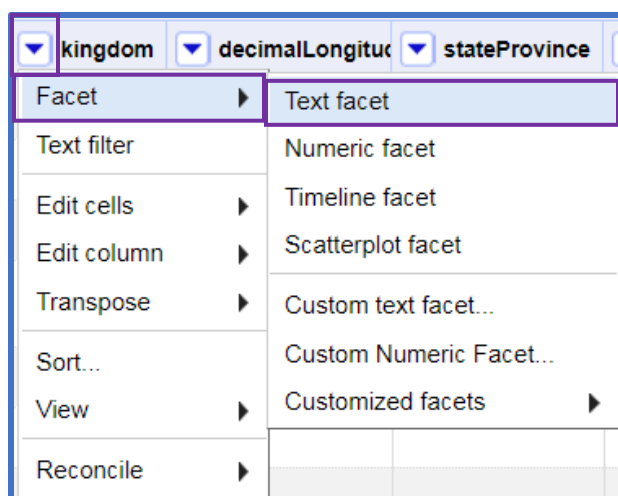 kingdom decimalLongitud stateProvince
Facet
Text filter
Edit cells
Edit column
Transpose
Sort...
View
Reconcile
Text facet
Numeric facet
Timeline facet
Scatterplot facet
Custom text facet...
Custom Numeric Facet...
Customized facets